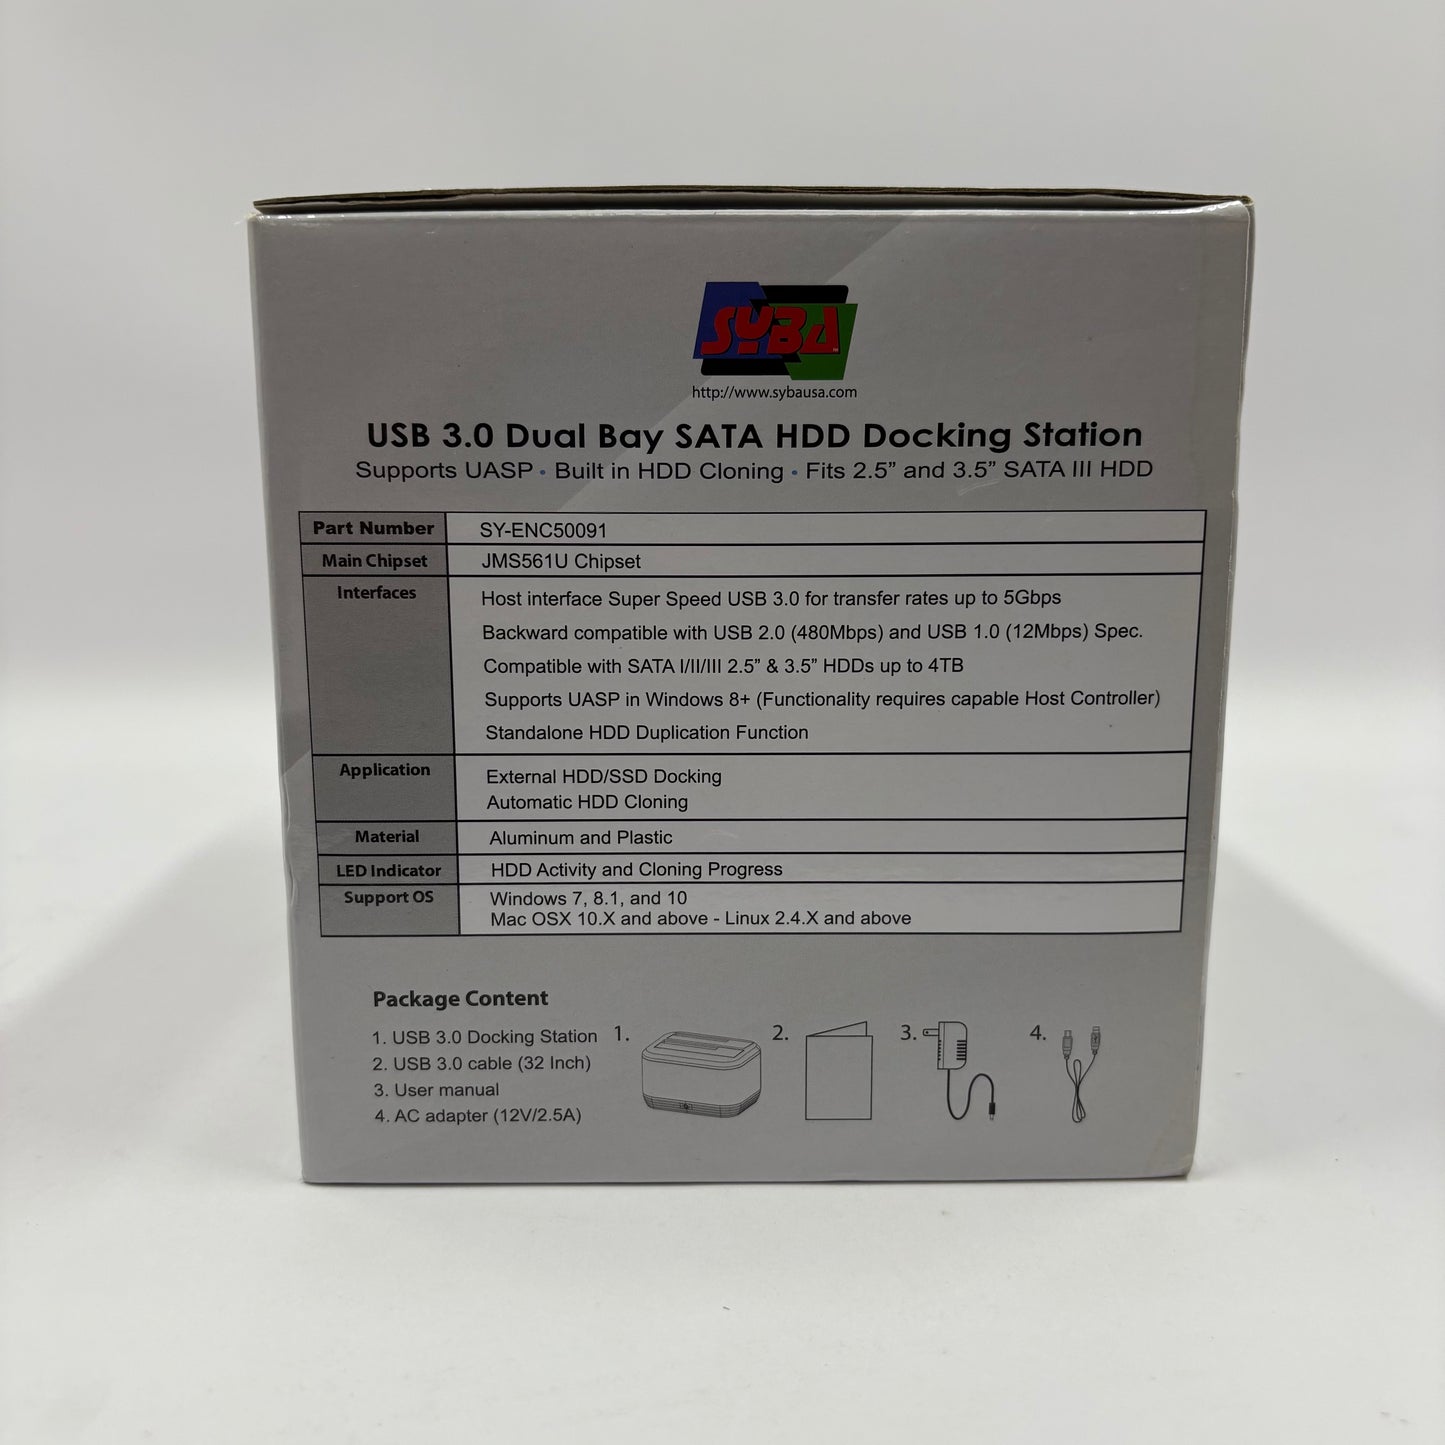 SYBA
http://www.sybausa.com
USB 3.0 Dual Bay SATA HDD Docking Station
Supports UASP • Built in HDD Cloning • Fits 2.5” and 3.5” SATA III HDD
Part Number SY-ENC50091
Main Chipset JMS561U Chipset
Interfaces Host interface Super Speed USB 3.0 for transfer rates up to 5Gbps
Backward compatible with USB 2.0 (480Mbps) and USB 1.0 (12Mbps) Spec.
Compatible with SATA I/II/III 2.5” & 3.5” HDDs up to 4TB
Supports UASP in Windows 8+ (Functionality requires capable Host Controller)
Standalone HDD Duplication Function
Application External HDD/SSD Docking
Automatic HDD Cloning
Material Aluminum and Plastic
LED Indicator HDD Activity and Cloning Progress
Support OS Windows 7, 8.1, and 10
Mac OSX 10.X and above - Linux 2.4.X and above
Package Content
1. USB 3.0 Docking Station
2. USB 3.0 cable (32 Inch)
3. User manual
4. AC adapter (12V/2.5A)
1. 2. 3. 4.